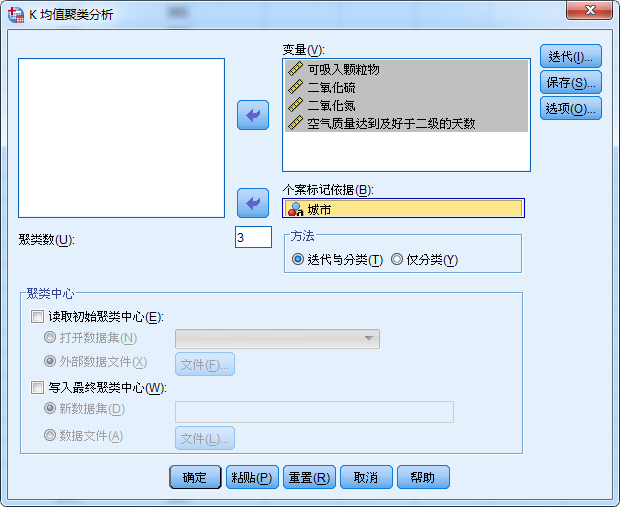 K 均值聚类分析
变量(V):
可吸入颗粒物
二氧化硫
二氧化氮
空气质量达到及好于二级的天数
迭代(I)...
保存(S)...
选项(O)...
个案标记依据(B):
城市
聚类数(U):
3
方法
迭代与分类(T)
仅分类(Y)
聚类中心
读取初始聚类中心(E):
打开数据集(N)
外部数据文件(X)
文件(F)...
写入最终聚类中心(W):
新数据集(D)
数据文件(A)
文件(L)...
确定
粘贴(P)
重置(R)
取消
帮助